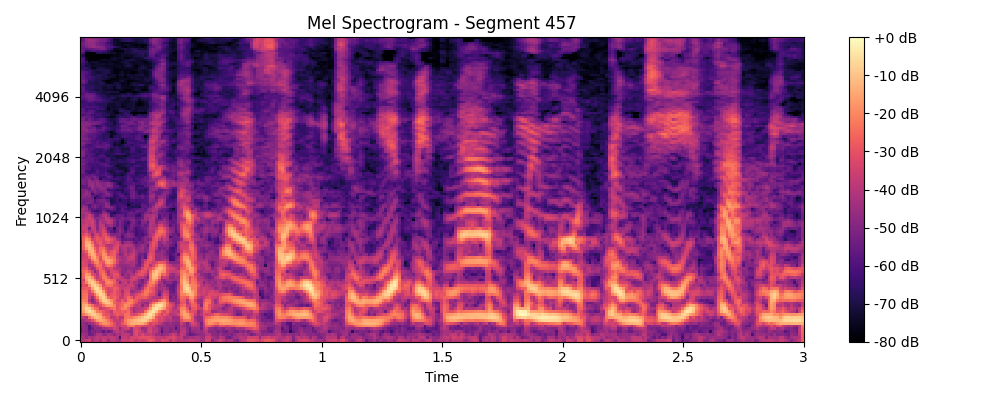 Mel Spectrogram - Segment 457
Frequency
4096
2048
1024
512
0
0 0.5 1 1.5 2 2.5 3
Time
+0 dB
-10 dB
-20 dB
-30 dB
-40 dB
-50 dB
-60 dB
-70 dB
-80 dB